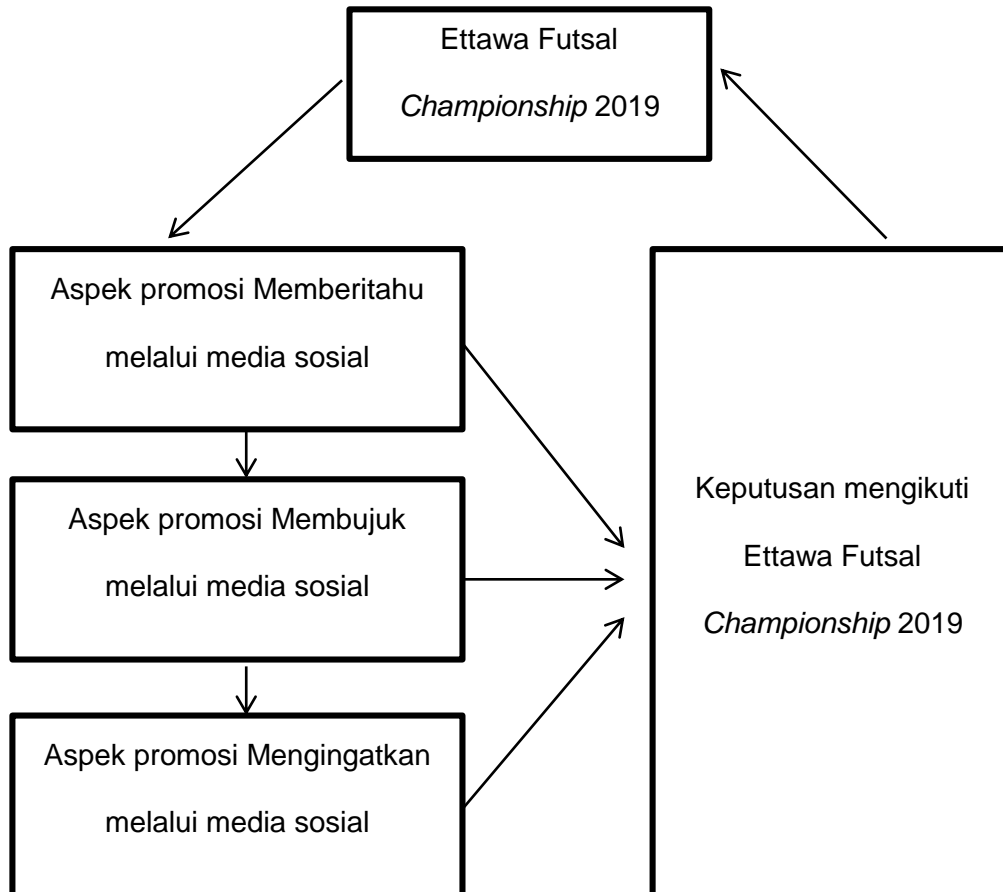 Ettawa Futsal
Championship 2019
Aspek promosi Memberitahu
melalui media sosial
Aspek promosi Membujuk
melalui media sosial
Aspek promosi Mengingatkan
melalui media sosial
Keputusan mengikuti
Ettawa Futsal
Championship 2019